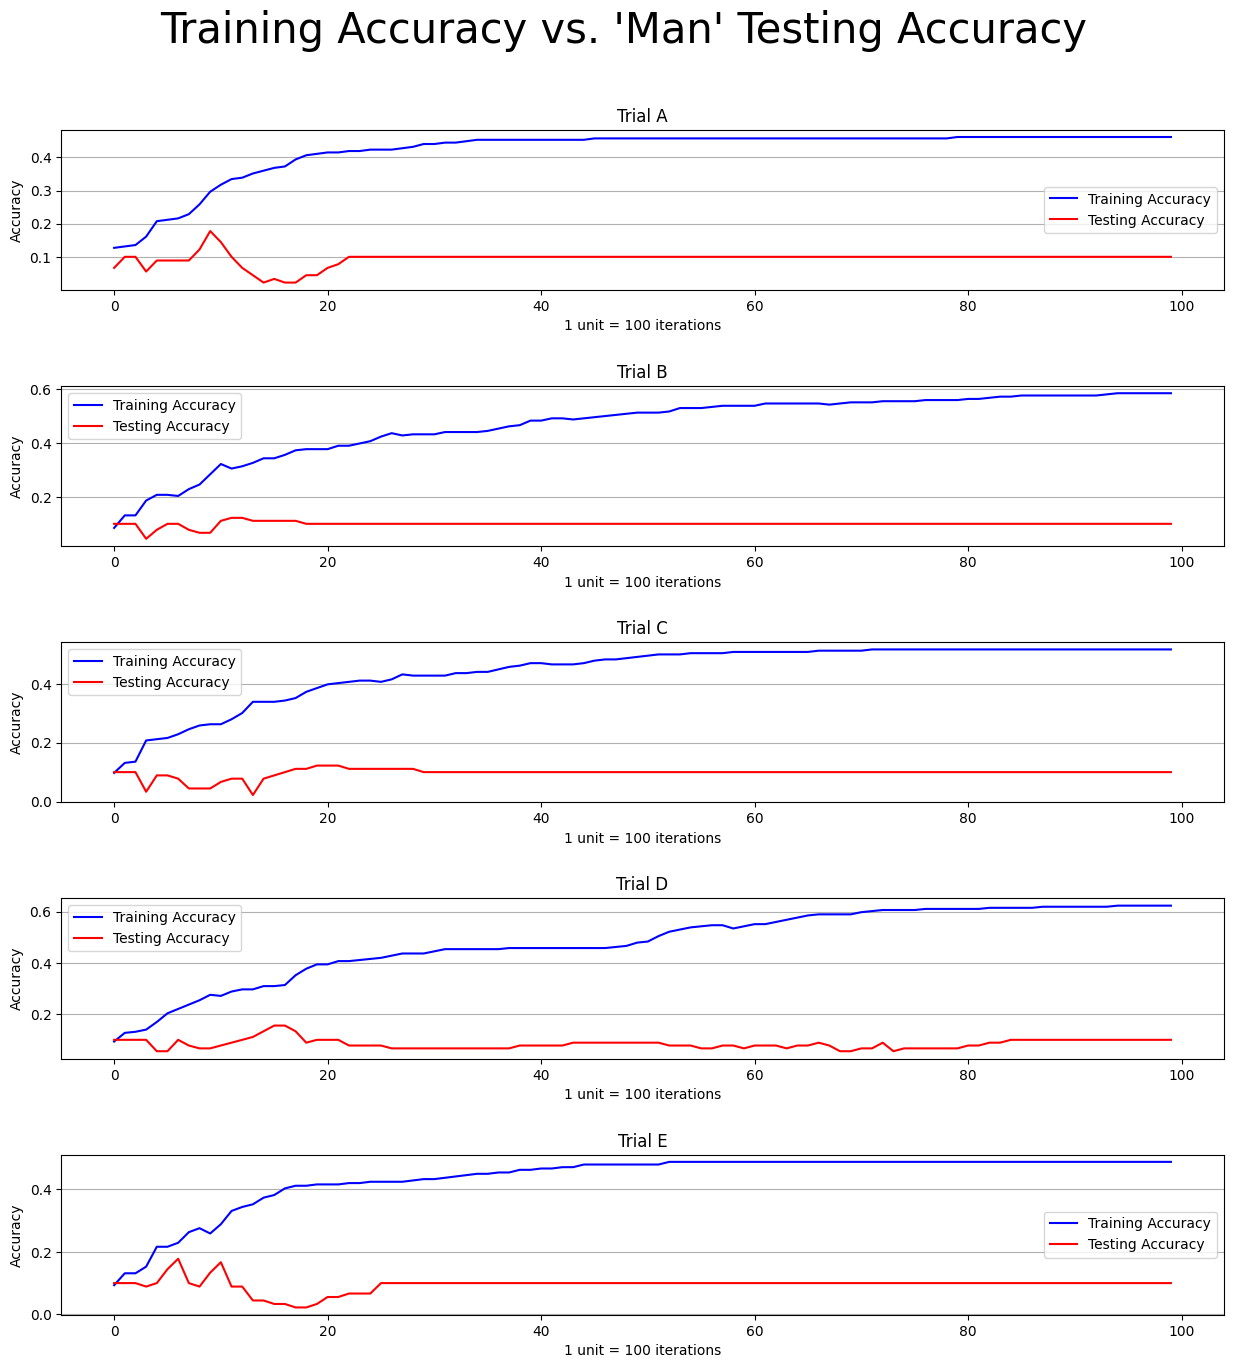 Training Accuracy vs. 'Man' Testing Accuracy
Trial A
Accuracy
0.4
0.3
0.2
0.1
Training Accuracy
Testing Accuracy
0 20 40 60 80 100
1 unit = 100 iterations
Trial B
Accuracy
0.6
0.4
0.2
Training Accuracy
Testing Accuracy
0 20 40 60 80 100
1 unit = 100 iterations
Trial C
Accuracy
0.4
0.2
0.0
Training Accuracy
Testing Accuracy
0 20 40 60 80 100
1 unit = 100 iterations
Trial D
Accuracy
0.6
0.4
0.2
Training Accuracy
Testing Accuracy
0 20 40 60 80 100
1 unit = 100 iterations
Trial E
Accuracy
0.4
0.2
0.0
Training Accuracy
Testing Accuracy
0 20 40 60 80 100
1 unit = 100 iterations